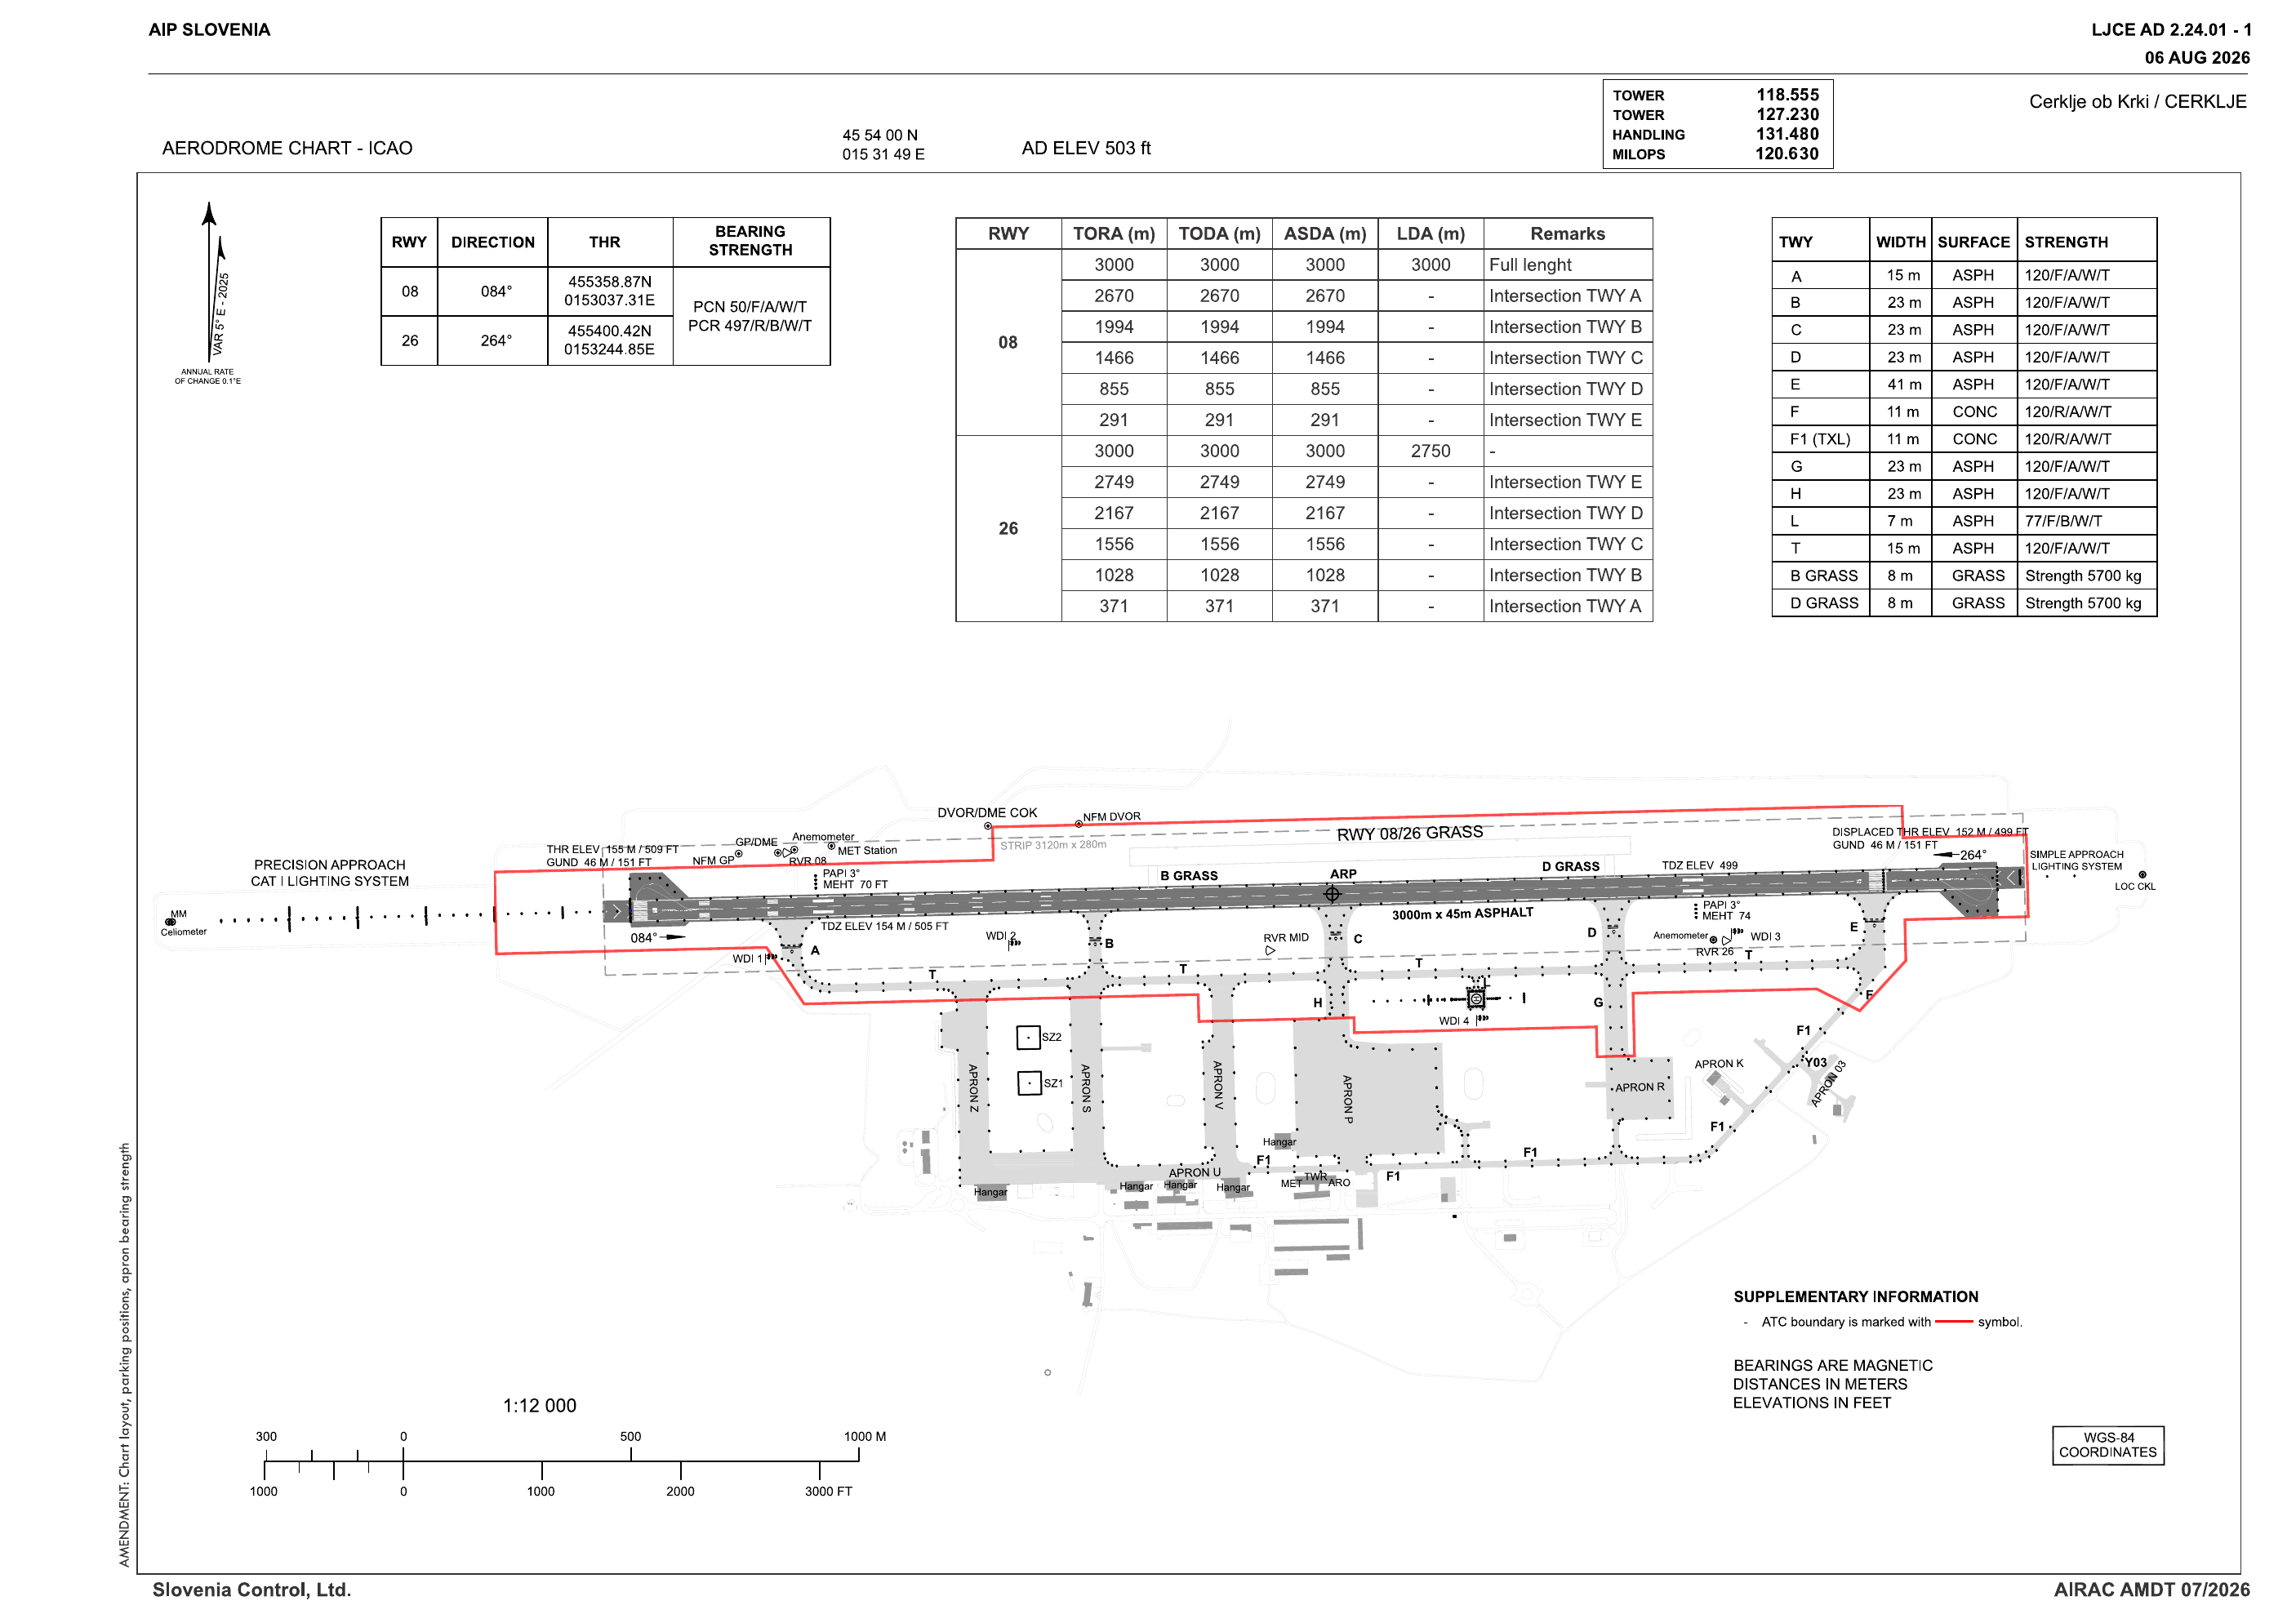 AIP SLOVENIA
LJCE AD 2.24.01 - 1
06 AUG 2026
Cerklje ob Krki / CERKLJE
TOWER 118.555
TOWER 127.230
HANDLING 131.480
MILOPS 120.630
AERODROME CHART - ICAO
45 54 00 N
015 31 49 E
AD ELEV 503 ft
VAR 5° E - 2025
ANNUAL RATE
OF CHANGE 0.1°E
RWY DIRECTION THR BEARING STRENGTH
08 084° 455358.87N 0153037.31E
26 264° 455400.42N 0153244.85E
PCN 50/F/A/W/T
PCR 497/R/B/W/T
RWY TORA (m) TODA (m) ASDA (m) LDA (m) Remarks
08
3000 3000 3000 3000 Full lenght
2670 2670 2670 - Intersection TWY A
1994 1994 1994 - Intersection TWY B
1466 1466 1466 - Intersection TWY C
855 855 855 - Intersection TWY D
291 291 291 - Intersection TWY E
26
3000 3000 3000 2750 -
2749 2749 2749 - Intersection TWY E
2167 2167 2167 - Intersection TWY D
1556 1556 1556 - Intersection TWY C
1028 1028 1028 - Intersection TWY B
371 371 371 - Intersection TWY A
TWY WIDTH SURFACE STRENGTH
A 15 m ASPH 120/F/A/W/T
B 23 m ASPH 120/F/A/W/T
C 23 m ASPH 120/F/A/W/T
D 23 m ASPH 120/F/A/W/T
E 41 m ASPH 120/F/A/W/T
F 11 m CONC 120/R/A/W/T
F1 (TXL) 11 m CONC 120/R/A/W/T
G 23 m ASPH 120/F/A/W/T
H 23 m ASPH 120/F/A/W/T
L 7 m ASPH 77/F/B/W/T
T 15 m ASPH 120/F/A/W/T
B GRASS 8 m GRASS Strength 5700 kg
D GRASS 8 m GRASS Strength 5700 kg
DVOR/DME COK
NFM DVOR
RWY 08/26 GRASS
STRIP 3120m x 280m
DISPLACED THR ELEV 152 M / 499 FT
GUND 46 M / 151 FT
264°
SIMPLE APPROACH
LIGHTING SYSTEM
LOC CKL
PRECISION APPROACH
CAT I LIGHTING SYSTEM
THR ELEV 155 M / 509 FT
GUND 46 M / 151 FT
NFM GP
GP/DME
Anemometer
MET Station
RVR 08
PAPI 3°
MEHT 70 FT
B GRASS
ARP
D GRASS
TDZ ELEV 499
MM
Celiometer
084°
TDZ ELEV 154 M / 505 FT
3000m x 45m ASPHALT
PAPI 3°
MEHT 74
WDI 1
A
WDI 2
B
RVR MID
C
D
Anemometer
RVR 26
WDI 3
E
T
T
T
T
H
L
WDI 4
G
F
F1
Y03
APRON 03
SZ2
SZ1
APRON Z
APRON S
APRON V
APRON P
APRON R
APRON K
F1
Hangar
F1
F1
F1
APRON U
Hangar
Hangar
Hangar
Hangar
MET
TWR
ARO
SUPPLEMENTARY INFORMATION
- ATC boundary is marked with symbol.
BEARINGS ARE MAGNETIC
DISTANCES IN METERS
ELEVATIONS IN FEET
WGS-84
COORDINATES
1:12 000
300 0 500 1000 M
1000 0 1000 2000 3000 FT
AMENDMENT: Chart layout, parking positions, apron bearing strength
Slovenia Control, Ltd.
AIRAC AMDT 07/2026